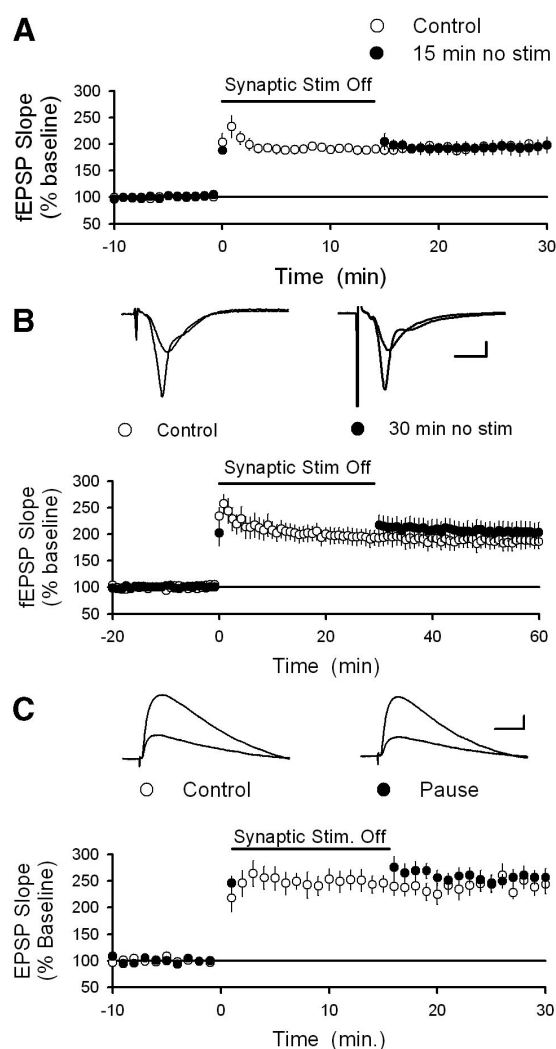 A
Control
15 min no stim
Synaptic Stim Off
fEPSP Slope
(% baseline)
300
250
200
150
100
50
-10 0 10 20 30
Time (min)
B
Control
30 min no stim
Synaptic Stim Off
fEPSP Slope
(% baseline)
300
250
200
150
100
50
-20 0 20 40 60
Time (min)
C
Control
Pause
Synaptic Stim. Off
EPSP Slope
(% Baseline)
300
250
200
150
100
50
-10 0 10 20 30
Time (min.)